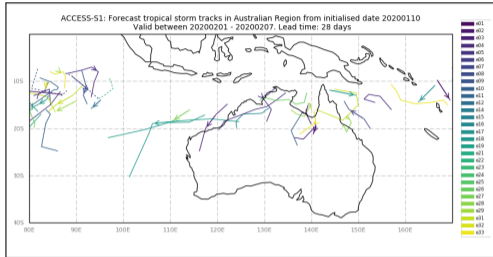 ACCESS-S1: Forecast tropical storm tracks in Australian Region from initialised date 20200110
Valid between 20200201 - 20200207. Lead time: 28 days
10S
20S
30S
40S
80E 90E 100E 110E 120E 130E 140E 150E 160E
e01
e02
e03
e04
e05
e06
e07
e08
e09
e10
e11
e12
e13
e14
e15
e16
e17
e18
e19
e20
e21
e22
e23
e24
e25
e26
e27
e28
e29
e30
e31
e32
e33